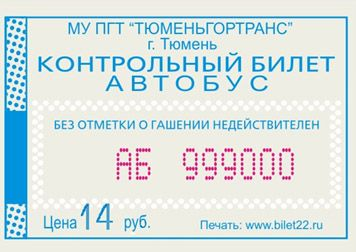 МУ ПГТ "ТЮМЕНЬГОРТРАНС"
г. Тюмень
КОНТРОЛЬНЫЙ БИЛЕТ
АВТОБУС
БЕЗ ОТМЕТКИ О ГАШЕНИИ НЕДЕЙСТВИТЕЛЕН
АБ 999000
Цена 14 руб.
Печать: www.bilet22.ru